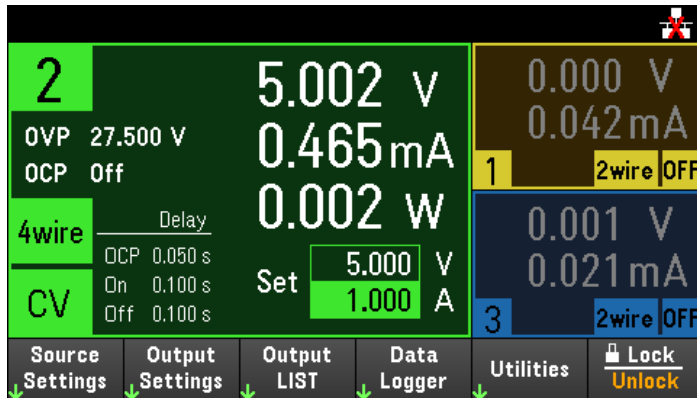 2
5.002 V
OVP 27.500 V
0.465 mA
OCP Off
0.002 W
4wire
Delay
OCP 0.050 s
On 0.100 s
Off 0.100 s
CV
Set
5.000 V
1.000 A
0.000 V
0.042 mA
1
2wire OFF
0.001 V
0.021 mA
3
2wire OFF
Source Settings
Output Settings
Output LIST
Data Logger
Utilities
Lock
Unlock